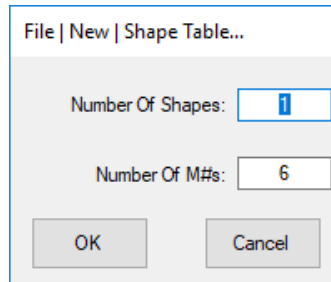 File | New | Shape Table...
Number Of Shapes: 1
Number Of M#s: 6
OK Cancel